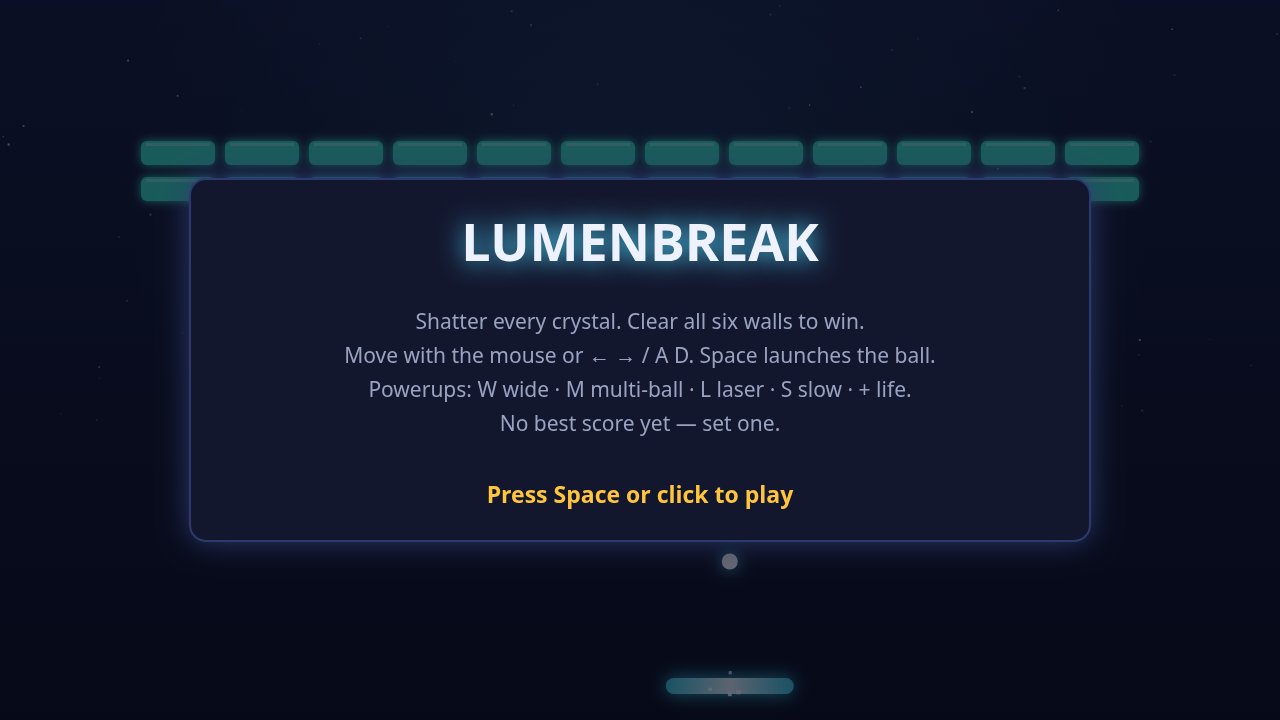 LUMENBREAK
Shatter every crystal. Clear all six walls to win.
Move with the mouse or ← → / A D. Space launches the ball.
Powerups: W wide · M multi-ball · L laser · S slow · + life.
No best score yet — set one.
Press Space or click to play